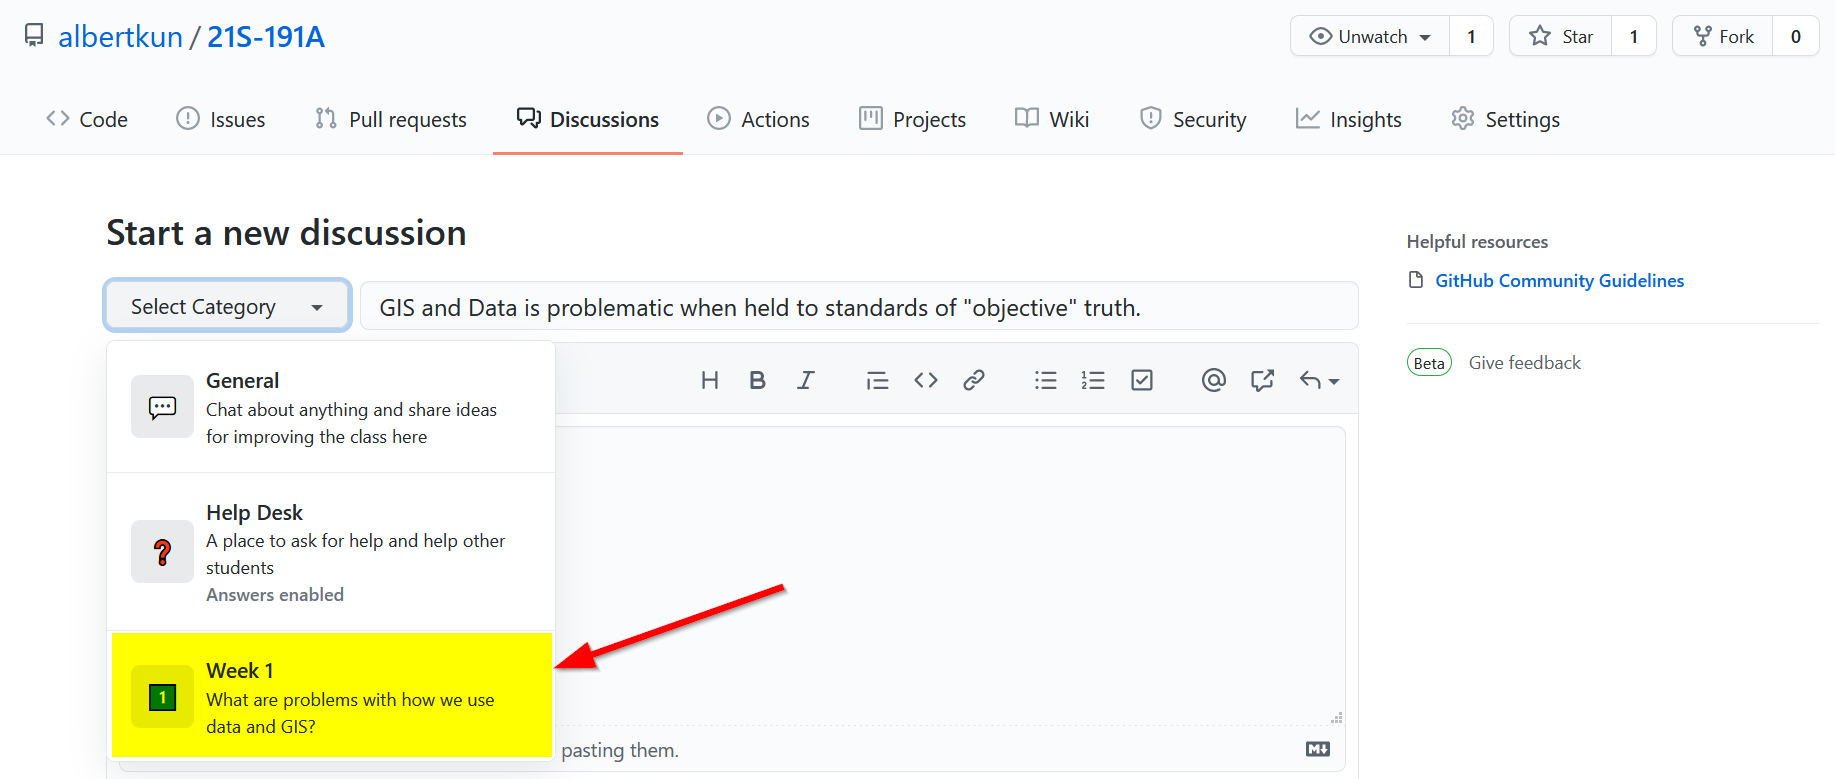 albertkun / 21S-191A
Unwatch 1
Star 1
Fork 0
Code
Issues
Pull requests
Discussions
Actions
Projects
Wiki
Security
Insights
Settings
Start a new discussion
Select Category
GIS and Data is problematic when held to standards of "objective" truth.
General
Chat about anything and share ideas
for improving the class here
Help Desk
A place to ask for help and help other
students
Answers enabled
1
Week 1
What are problems with how we use
data and GIS?
pasting them.
Helpful resources
GitHub Community Guidelines
Beta Give feedback